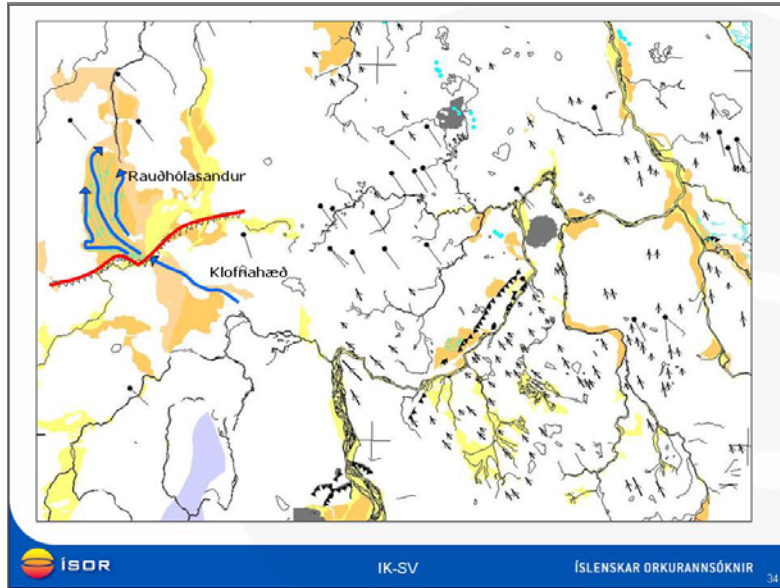 Rauðhólasandur
Klofnahæð
ÍSOR
IK-SV
ÍSLENSKAR ORKURANNSÓKNIR
34